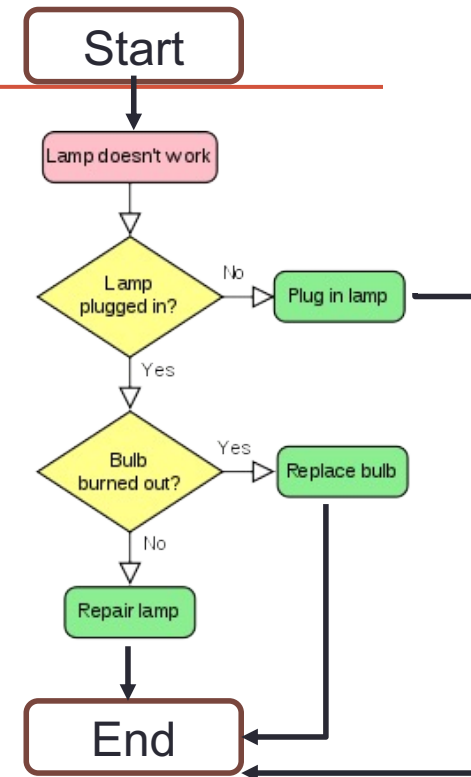 Start
Lamp doesn't work
Lamp
plugged in?
No
Plug in lamp
Yes
Bulb
burned out?
Yes
Replace bulb
No
Repair lamp
End